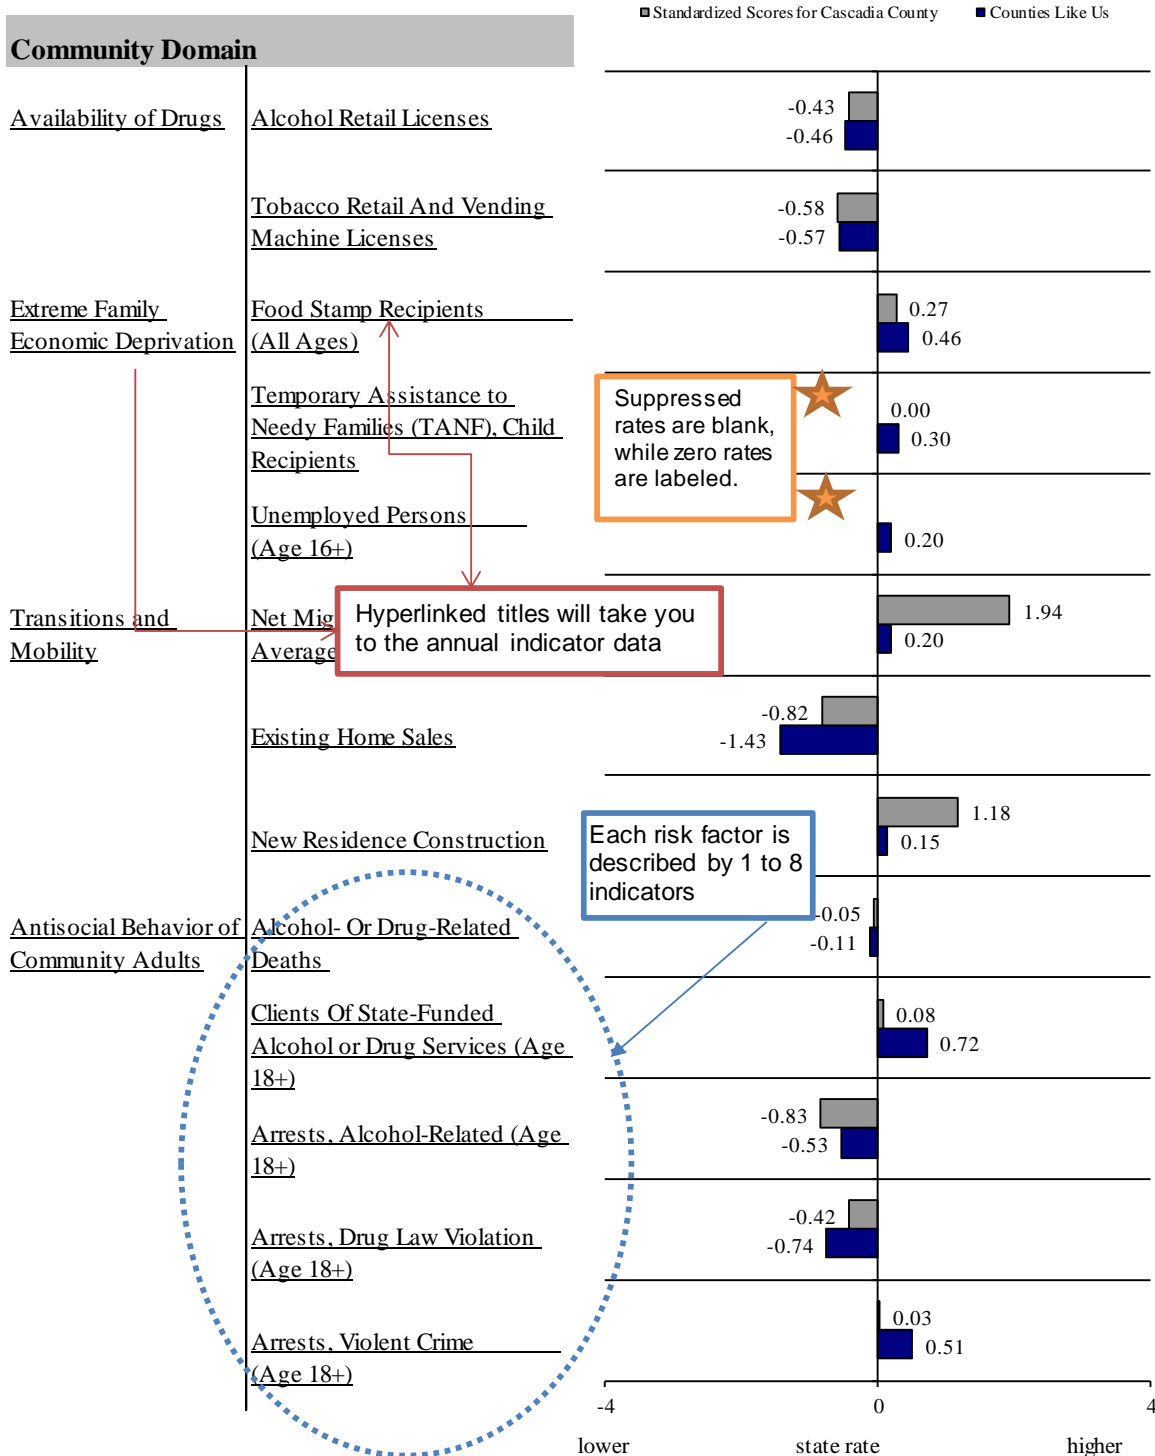 Standardized Scores for Cascadia County Counties Like Us
Community Domain
Availability of Drugs Alcohol Retail Licenses
-0.43
-0.46
Tobacco Retail And Vending
Machine Licenses
-0.58
-0.57
Extreme Family
Economic Deprivation
Food Stamp Recipients
(All Ages)
0.27
0.46
Temporary Assistance to
Needy Families (TANF), Child
Recipients
Suppressed
rates are blank,
while zero rates
are labeled.
0.00
0.30
Unemployed Persons
(Age 16+)
0.20
Transitions and
Mobility
Net Mig
Average
Hyperlinked titles will take you
to the annual indicator data
1.94
0.20
Existing Home Sales
-0.82
-1.43
New Residence Construction
Each risk factor is
described by 1 to 8
indicators
1.18
0.15
Antisocial Behavior of
Community Adults
Alcohol- Or Drug-Related
Deaths
-0.05
-0.11
Clients Of State-Funded
Alcohol or Drug Services (Age
18+)
0.08
0.72
Arrests, Alcohol-Related (Age
18+)
-0.83
-0.53
Arrests, Drug Law Violation
(Age 18+)
-0.42
-0.74
Arrests, Violent Crime
(Age 18+)
0.03
0.51
-4 0 4
lower state rate higher